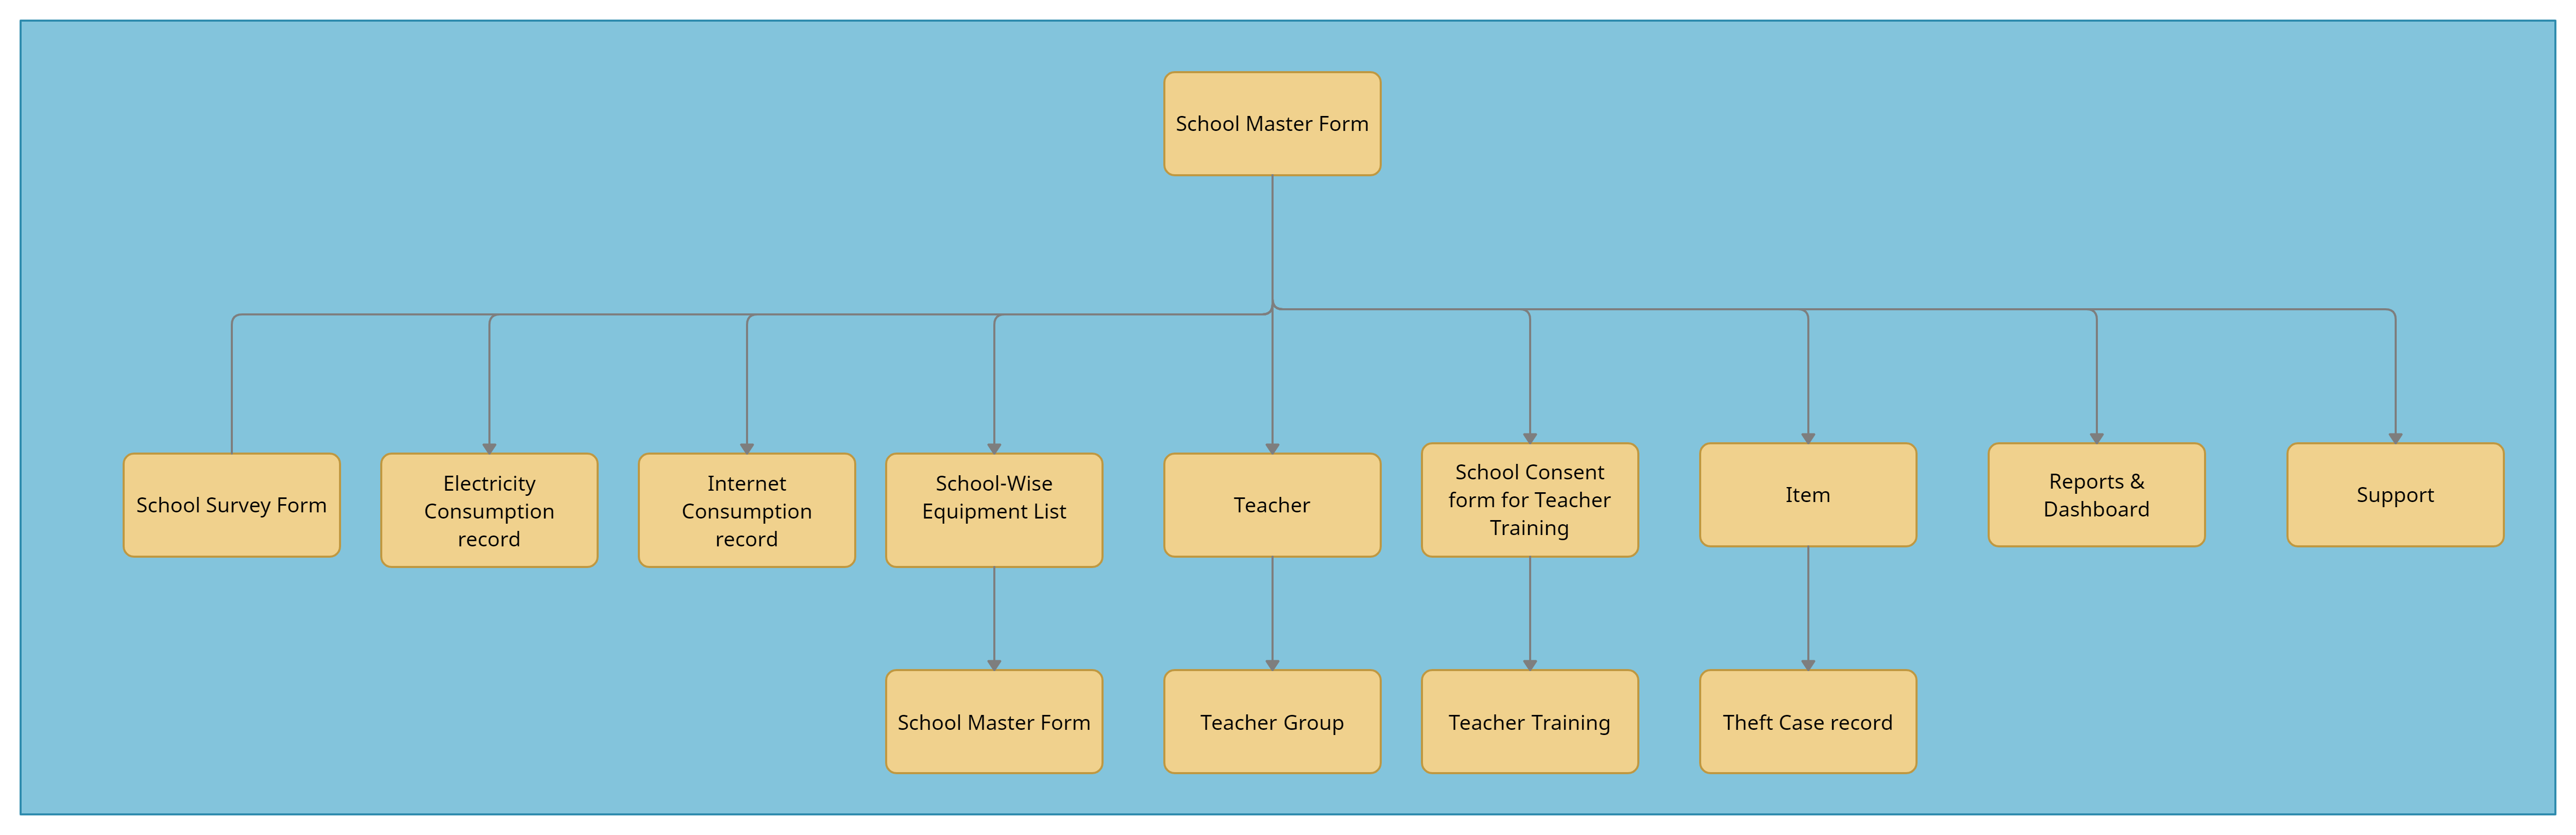 School Master Form
School Survey Form
Electricity
Consumption
record
Internet
Consumption
record
School-Wise
Equipment List
Teacher
School Consent
form for Teacher
Training
Item
Reports &
Dashboard
Support
School Master Form
Teacher Group
Teacher Training
Theft Case record